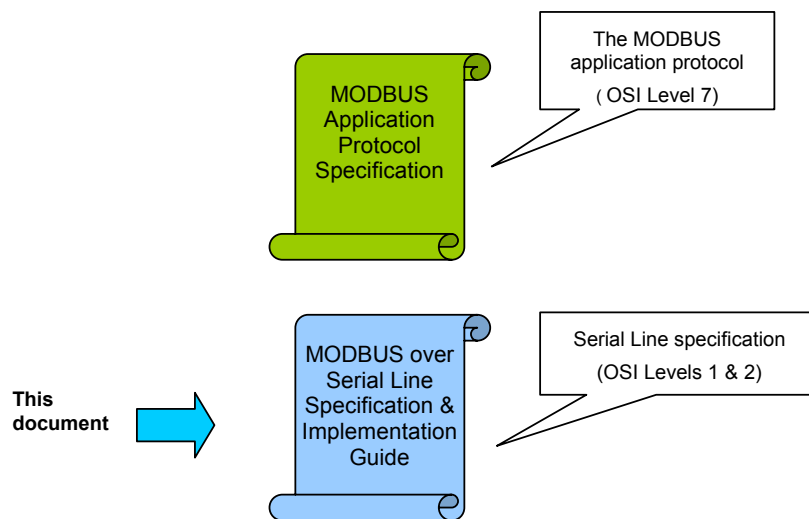 MODBUS
Application
Protocol
Specification
The MODBUS
application protocol
( OSI Level 7)
This
document
MODBUS over
Serial Line
Specification &
Implementation
Guide
Serial Line specification
(OSI Levels 1 & 2)